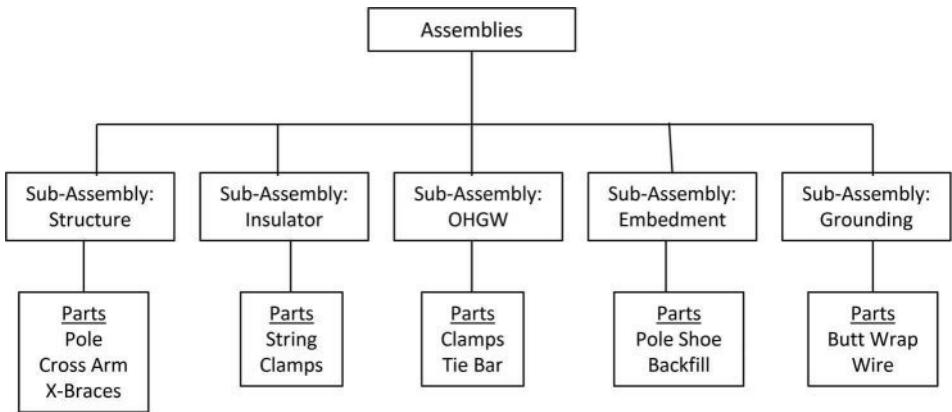 Assemblies
Sub-Assembly:
Structure
Sub-Assembly:
Insulator
Sub-Assembly:
OHGW
Sub-Assembly:
Embedment
Sub-Assembly:
Grounding
Parts
Pole
Cross Arm
X-Braces
Parts
String
Clamps
Parts
Clamps
Tie Bar
Parts
Pole Shoe
Backfill
Parts
Butt Wrap
Wire